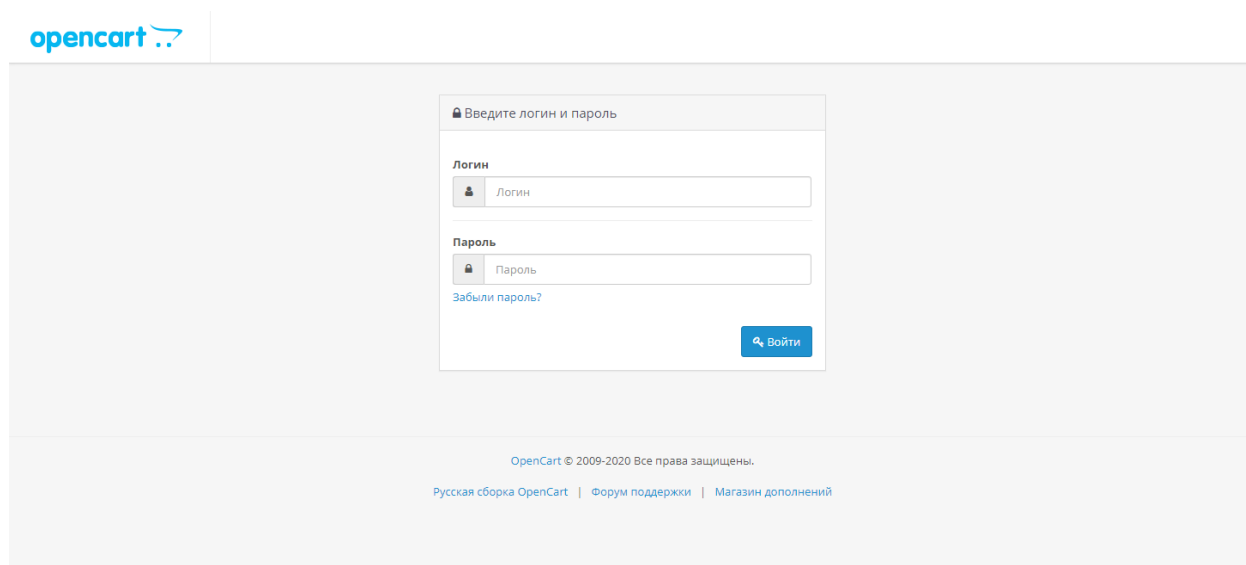 opencart
Введите логин и пароль
Логин
Логин
Пароль
Пароль
Забыли пароль?
Войти
OpenCart © 2009-2020 Все права защищены.
Русская сборка OpenCart | Форум поддержки | Магазин дополнений